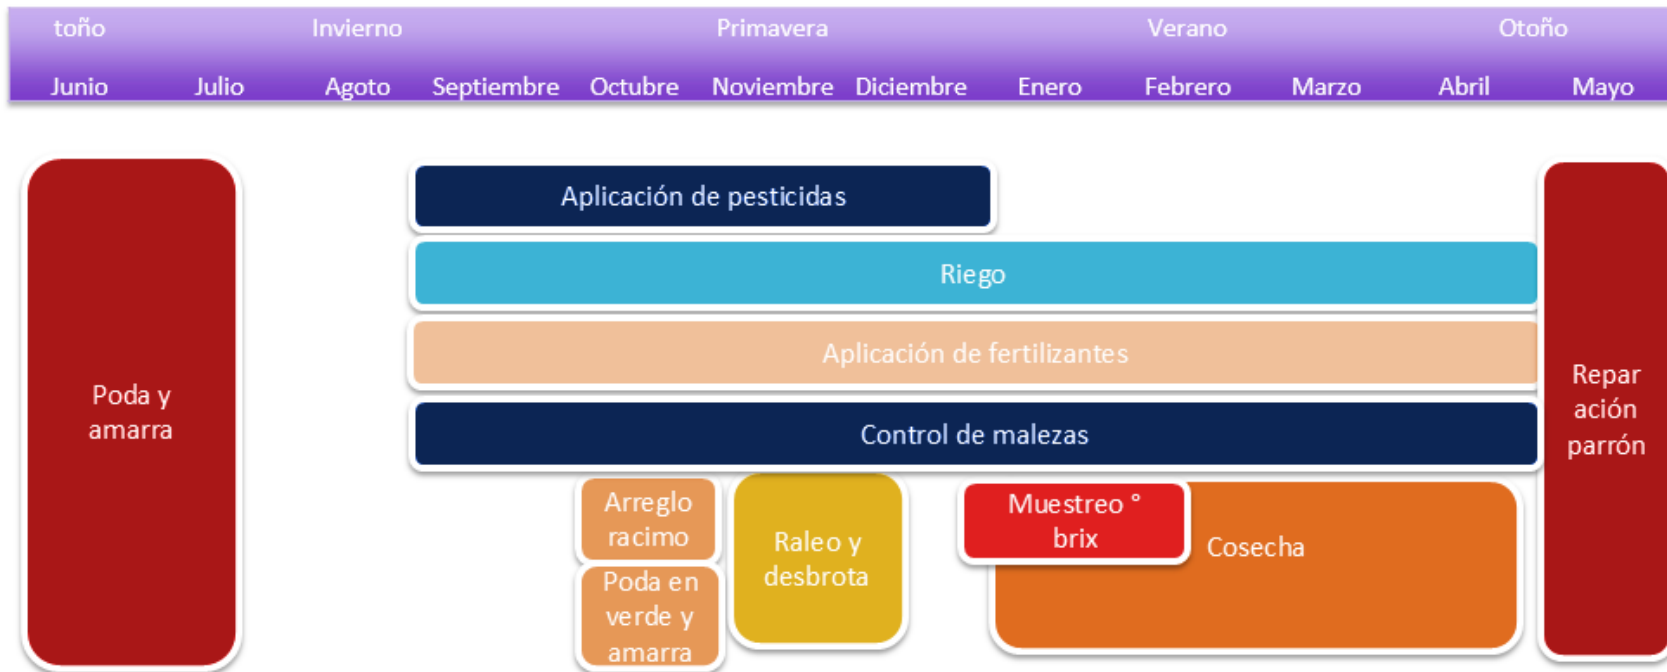 toño Invierno Primavera Verano Otoño
Junio Julio Agoto Septiembre Octubre Noviembre Diciembre Enero Febrero Marzo Abril Mayo
Poda y
amarra
Aplicación de pesticidas
Riego
Aplicación de fertilizantes
Control de malezas
Arreglo
racimo
Poda en
verde y
amarra
Raleo y
desbrota
Muestreo °
brix
Cosecha
Repar
ación
parrón